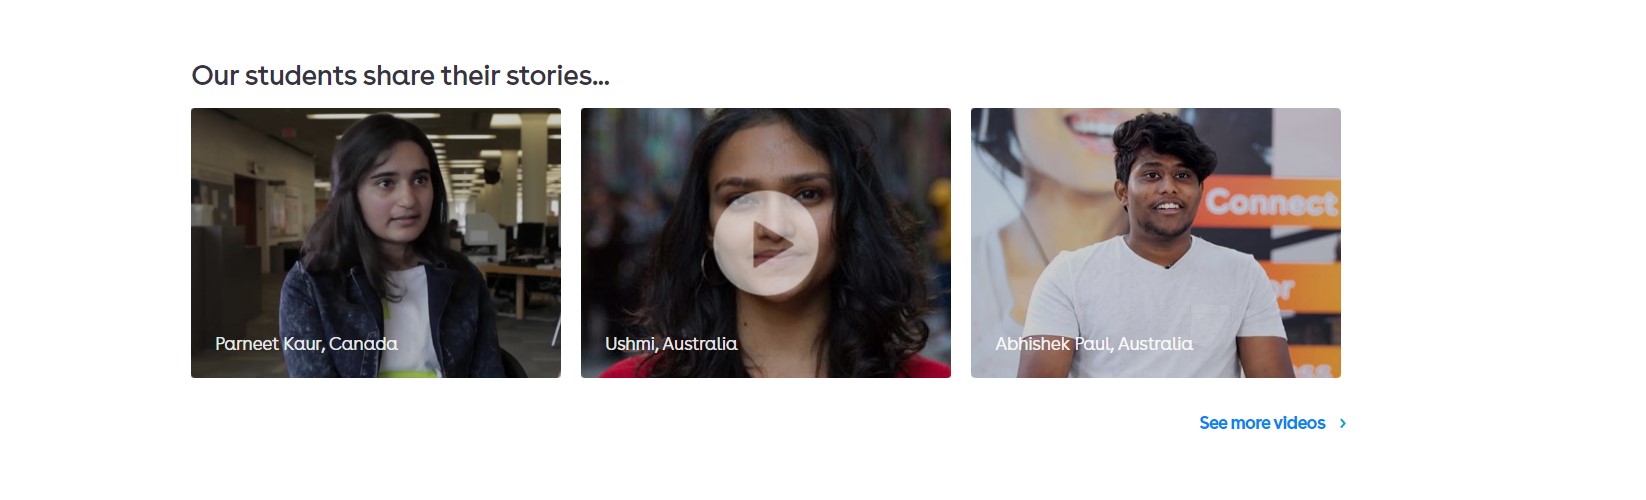 Our students share their stories...
Parneet Kaur, Canada
Ushmi, Australia
Connect
Abhishek Paul, Australia
See more videos